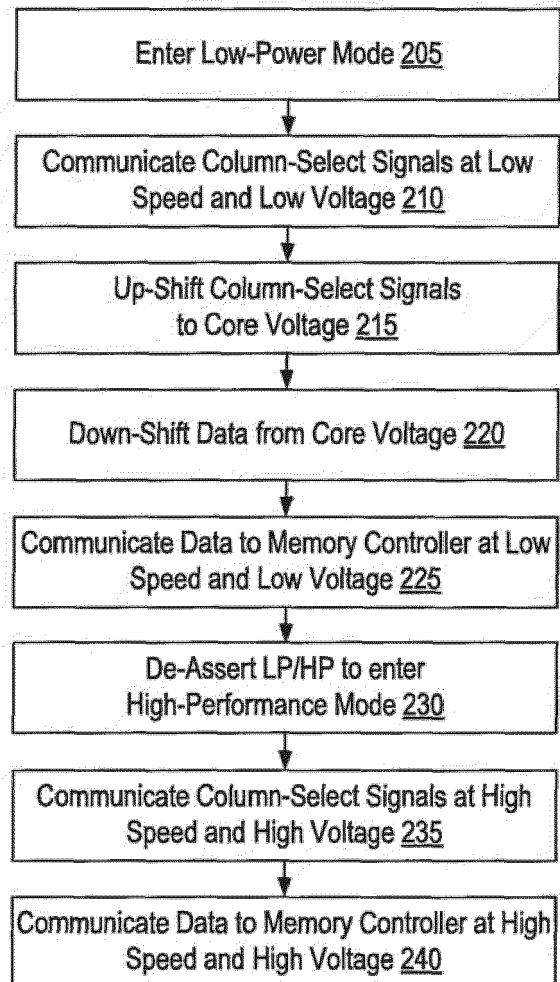 Enter Low-Power Mode 205
Communicate Column-Select Signals at Low
Speed and Low Voltage 210
Up-Shift Column-Select Signals
to Core Voltage 215
Down-Shift Data from Core Voltage 220
Communicate Data to Memory Controller at Low
Speed and Low Voltage 225
De-Assert LP/HP to enter
High-Performance Mode 230
Communicate Column-Select Signals at High
Speed and High Voltage 235
Communicate Data to Memory Controller at High
Speed and High Voltage 240